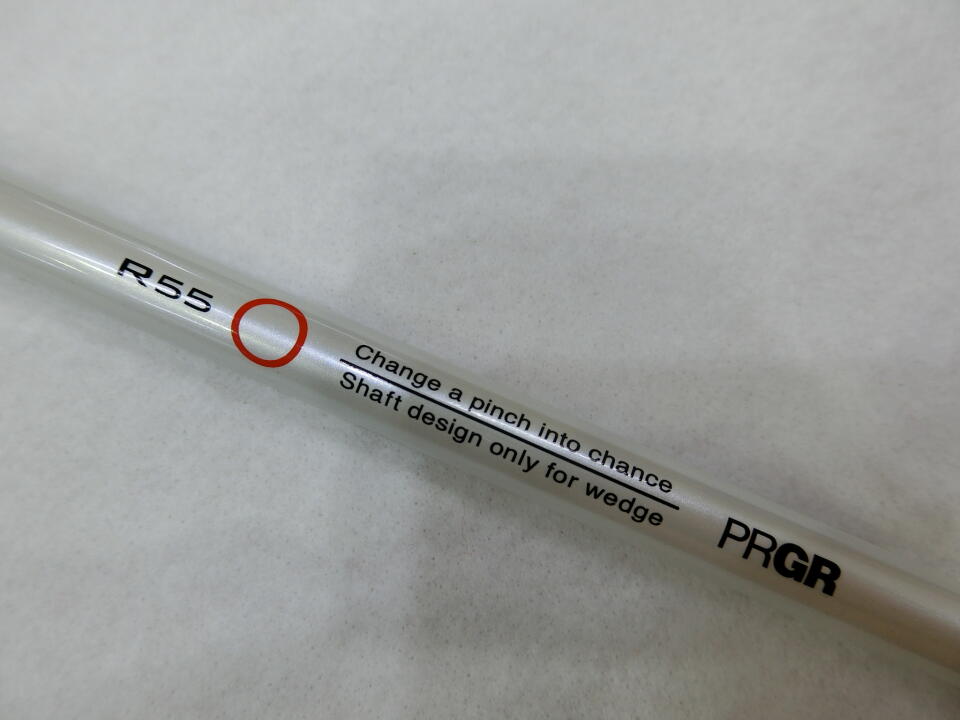 R55
Change a pinch into chance
Shaft design only for wedge
PRGR